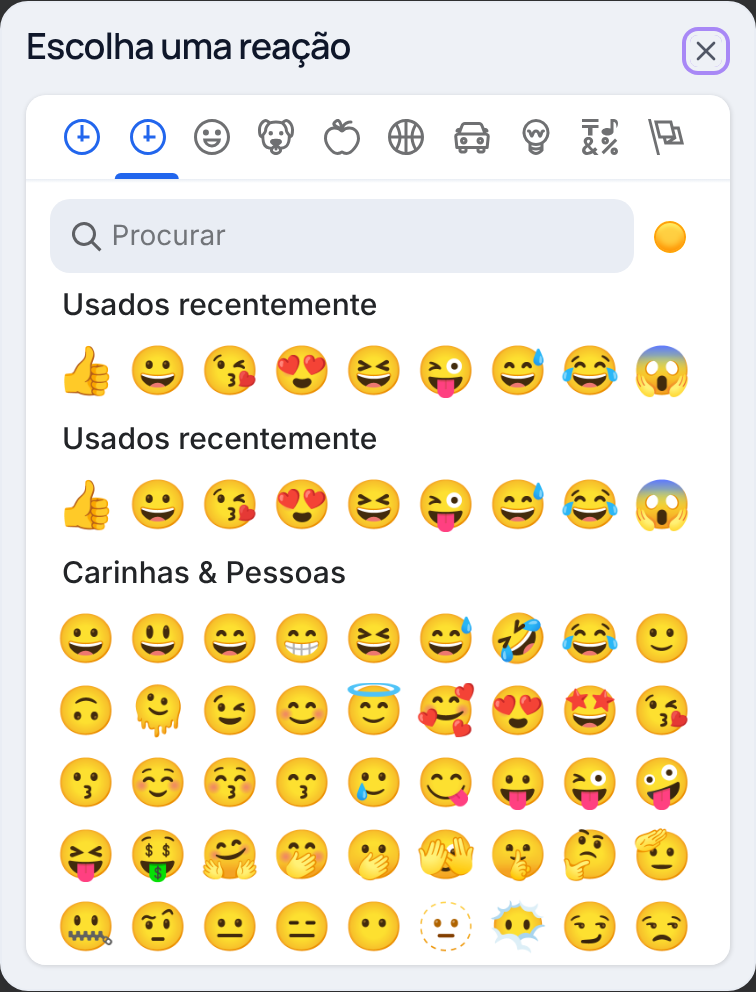 Escolha uma reação
Procurar
Usados recentemente
Usados recentemente
Carinhas & Pessoas